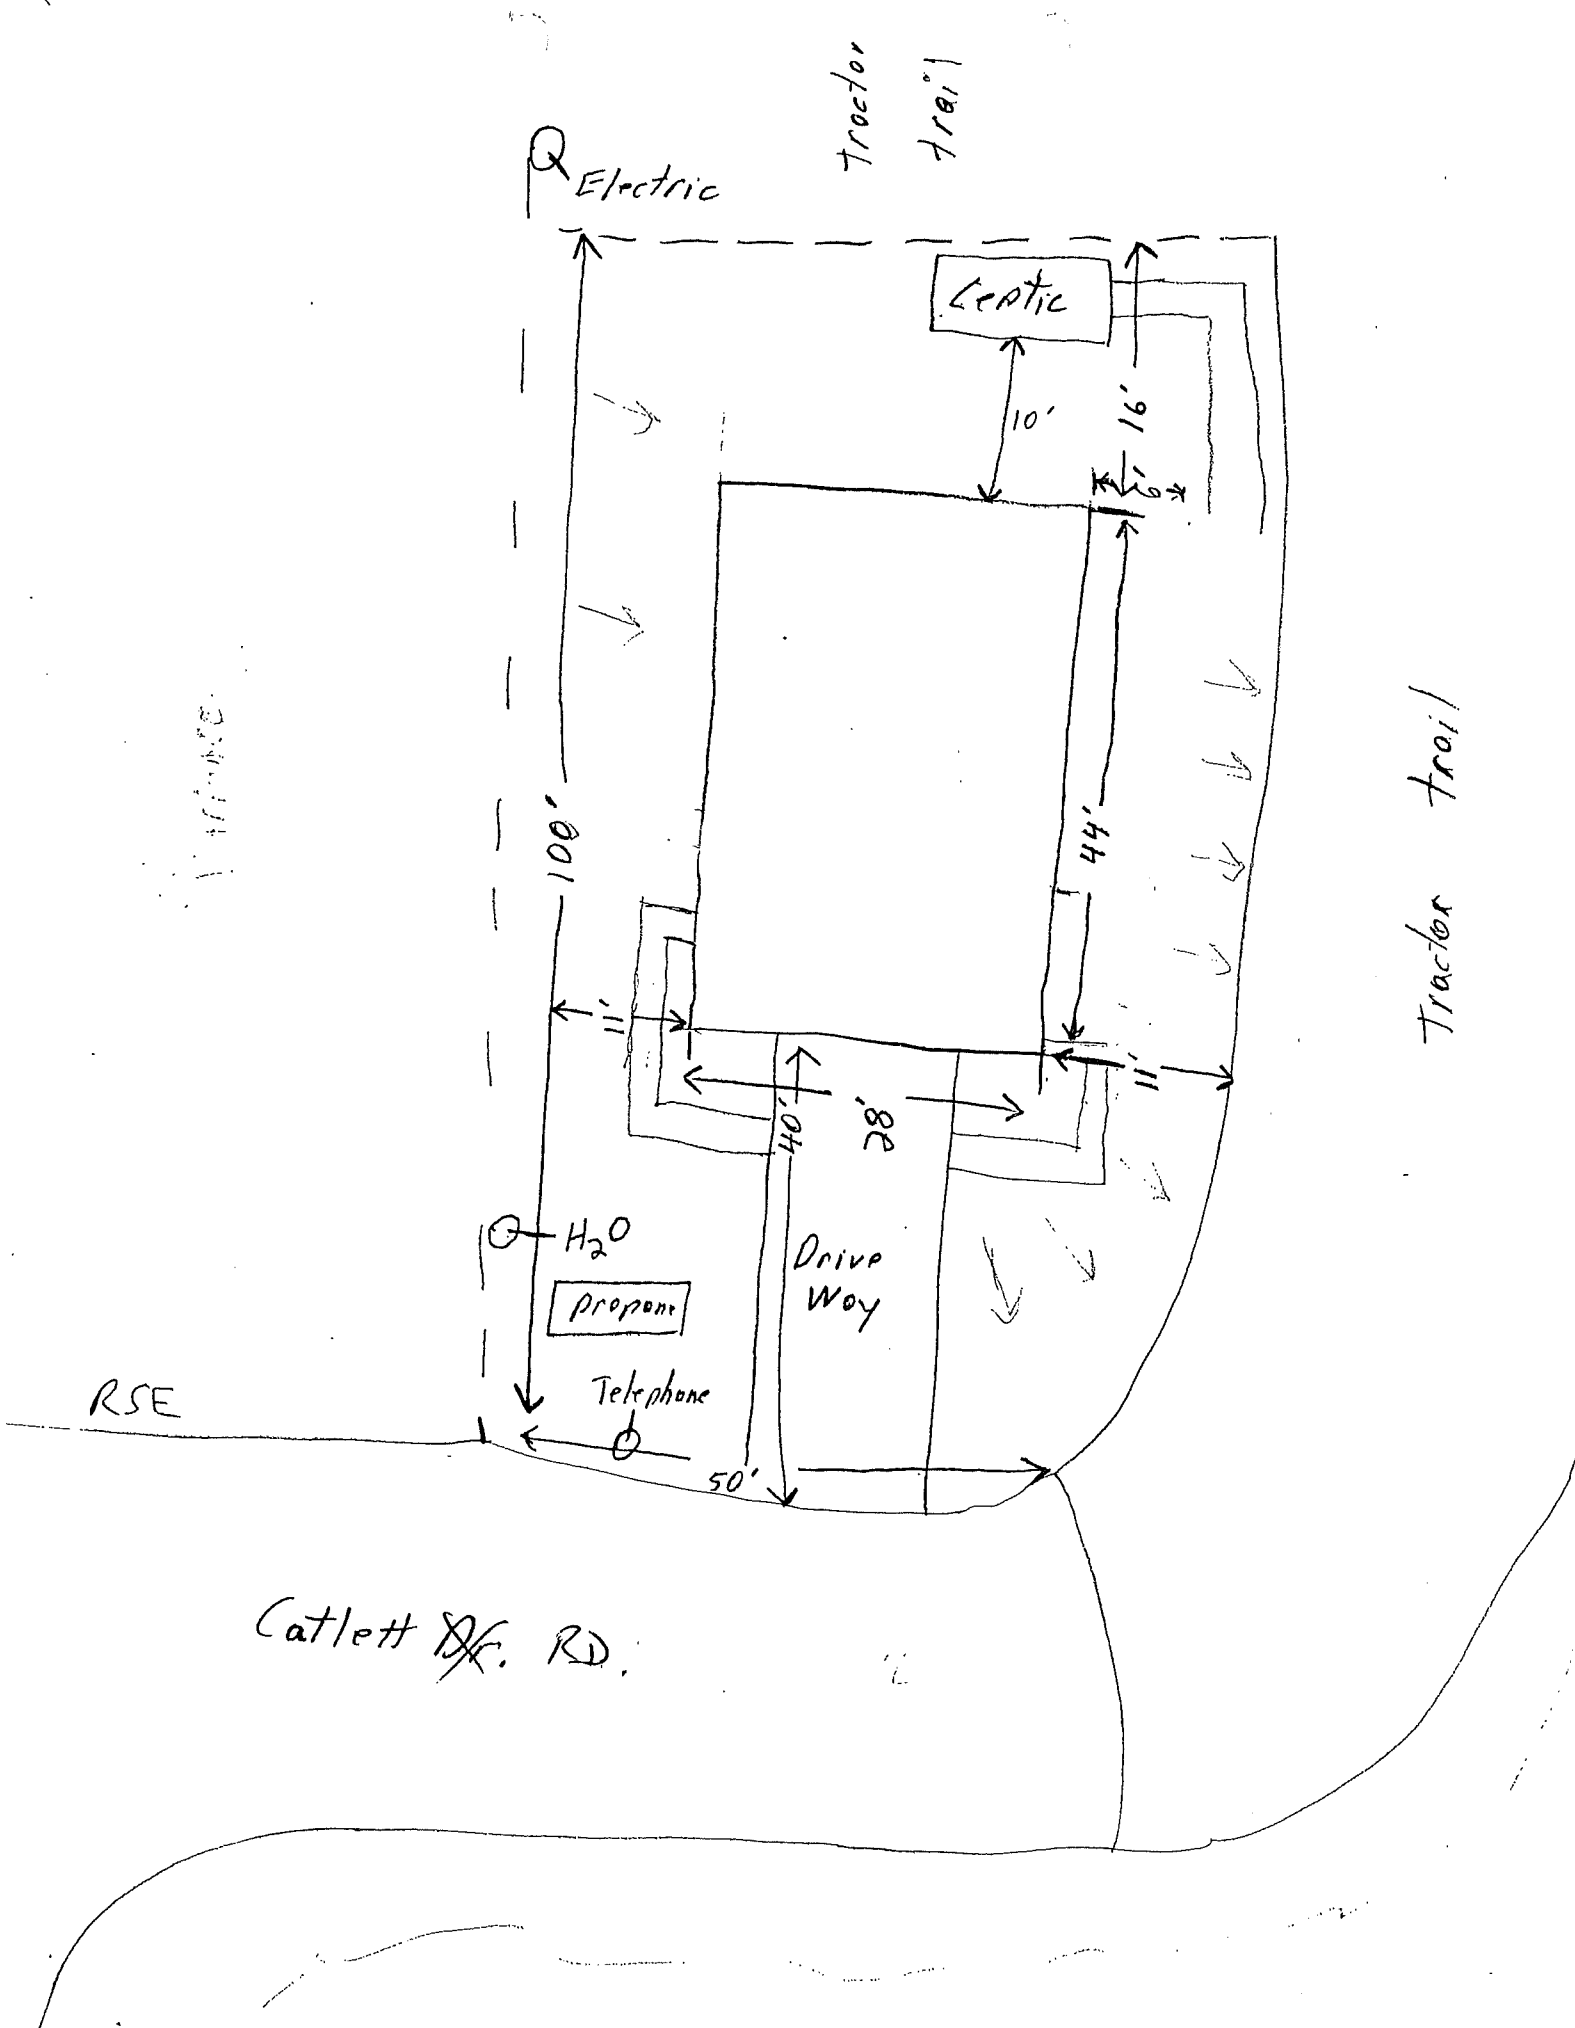 tractor
trail
Electric
Septic
10'
16'
6'
100'
44'
Tractor trail
11'
11'
28'
40'
H2O
Drive
Way
propane
RSE
Telephone
50'
Catlett Dr. RD.